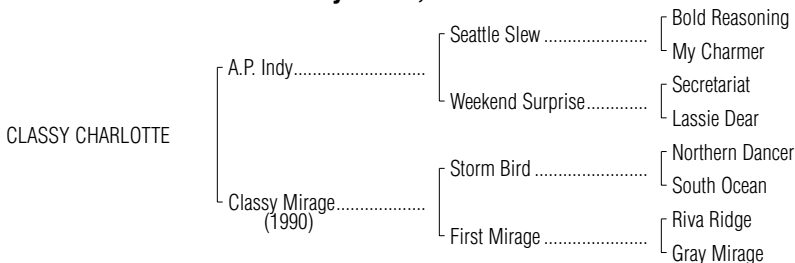 Bold Reasoning
Seattle Slew ......................
My Charmer
A.P. Indy............................
Secretariat
Weekend Surprise.............
Lassie Dear
CLASSY CHARLOTTE
Northern Dancer
Storm Bird ........................
South Ocean
Classy Mirage...................
(1990)
Riva Ridge
First Mirage ......................
Gray Mirage